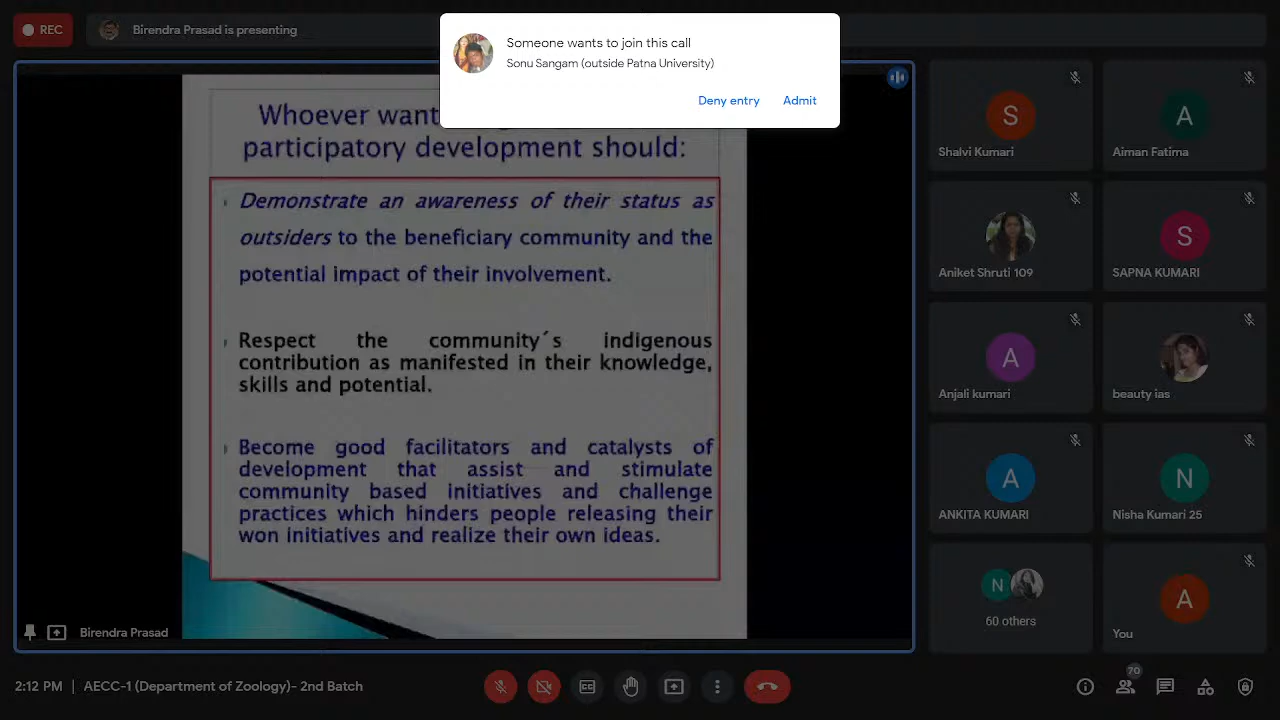 REC
Birendra Prasad is presenting
Someone wants to join this call
Sonu Sangam (outside Patna University)
Deny entry
Admit
Whoever
participatory development should:
Demonstrate an awareness of their status as
outsiders to the beneficiary community and the
potential impact of their involvement.
Respect the community´s indigenous
contribution as manifested in their knowledge,
skills and potential.
Become good facilitators and catalysts of
development that assist and stimulate
community based initiatives and challenge
practices which hinders people releasing their
won initiatives and realize their own ideas.
Birendra Prasad
S
Shalvi Kumari
A
Aiman Fatima
Aniket Shruti 109
S
SAPNA KUMARI
A
Anjali kumari
beauty ias
A
ANKITA KUMARI
N
Nisha Kumari 25
N
60 others
A
You
2:12 PM | AECC-1 (Department of Zoology)- 2nd Batch
70